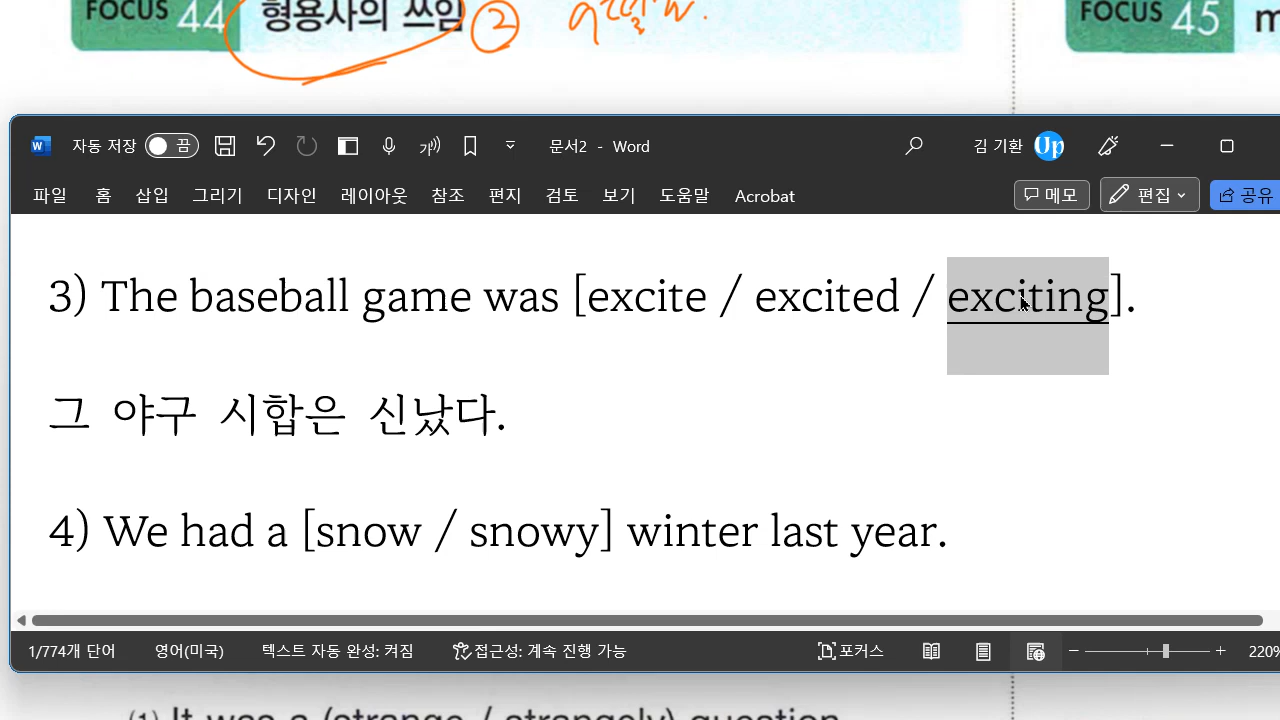 FOCUS 44 형용사의 쓰임 ②
FOCUS 45 m
자동 저장 끔 문서2 - Word 김 기환 Up
파일 홈 삽입 그리기 디자인 레이아웃 참조 편지 검토 보기 도움말 Acrobat 메모 편집 공유
3) The baseball game was [excite / excited / exciting].
그 야구 시합은 신났다.
4) We had a [snow / snowy] winter last year.
1/774개 단어 영어(미국) 텍스트 자동 완성: 켜짐 접근성: 계속 진행 가능 포커스 220%
(1) It was a (strange / strangely) question